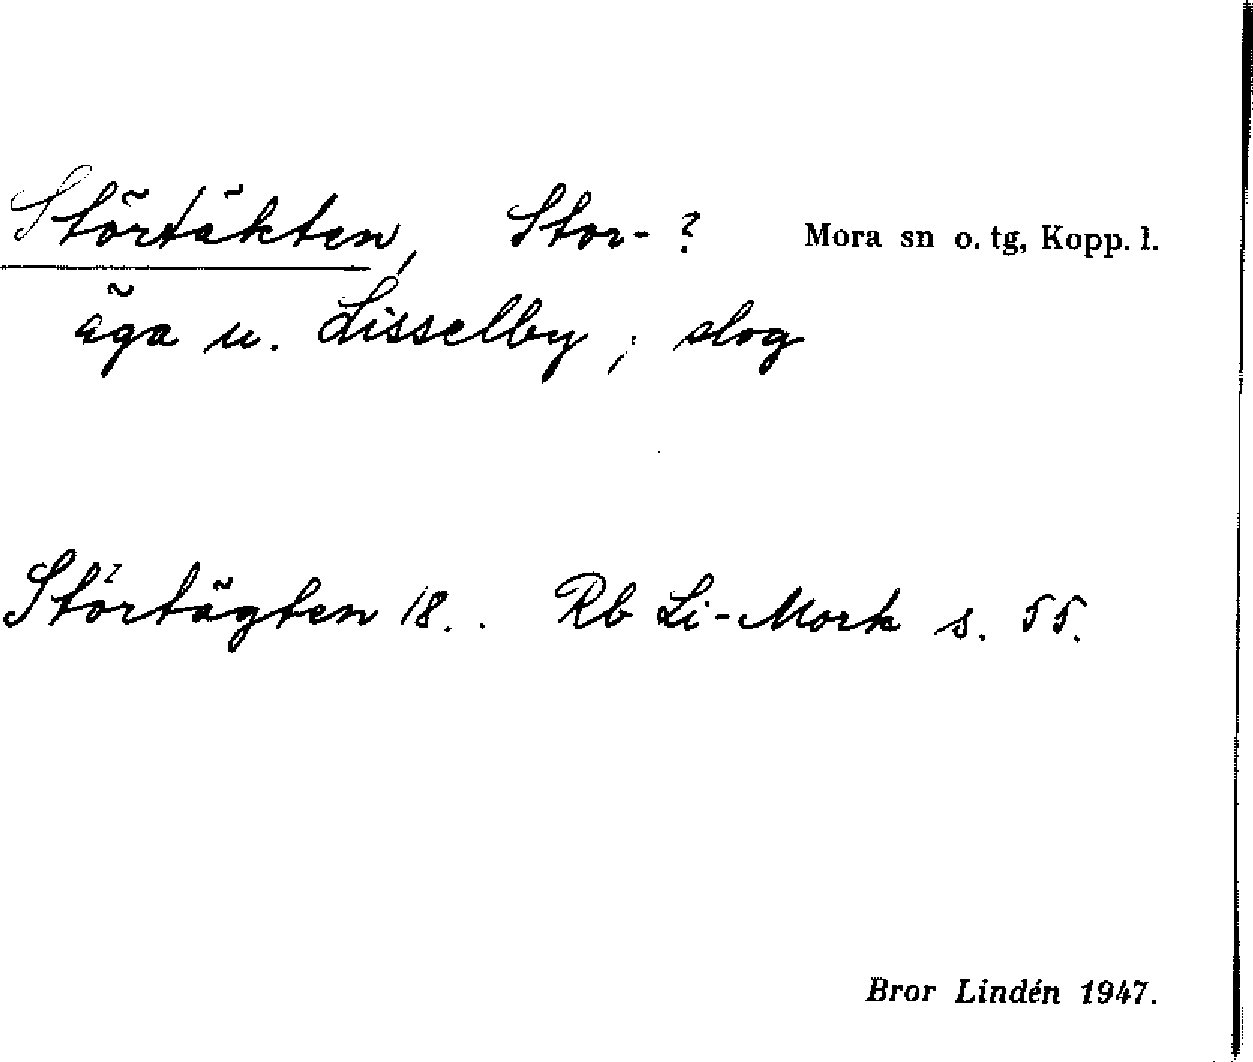 Störtäkten, Stor-? Mora sn o. tg, Kopp. l.
äga u. Lisselby; slog
Störtägten 18.. Rb Li-Mork s. 55.
Bror Lindén 1947.